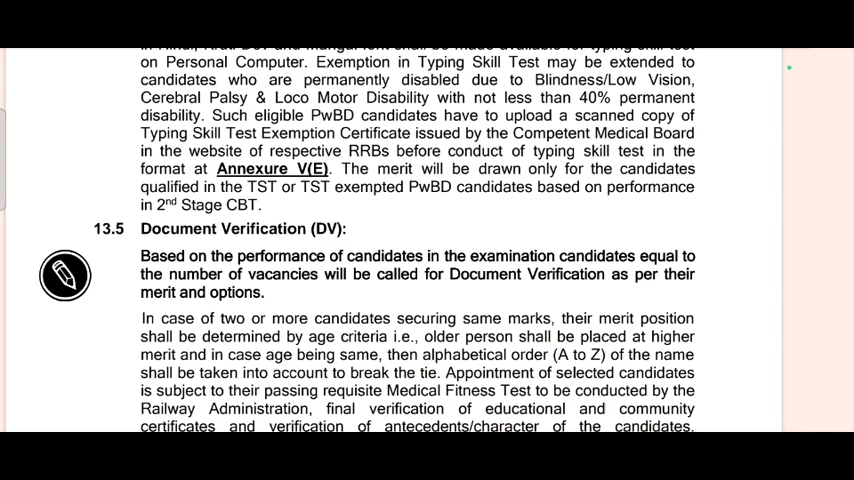 on Personal Computer. Exemption in Typing Skill Test may be extended to
candidates who are permanently disabled due to Blindness/Low Vision,
Cerebral Palsy & Loco Motor Disability with not less than 40% permanent
disability. Such eligible PwBD candidates have to upload a scanned copy of
Typing Skill Test Exemption Certificate issued by the Competent Medical Board
in the website of respective RRBs before conduct of typing skill test in the
format at Annexure V(E). The merit will be drawn only for the candidates
qualified in the TST or TST exempted PwBD candidates based on performance
in 2nd Stage CBT.
13.5 Document Verification (DV):
Based on the performance of candidates in the examination candidates equal to
the number of vacancies will be called for Document Verification as per their
merit and options.
In case of two or more candidates securing same marks, their merit position
shall be determined by age criteria i.e., older person shall be placed at higher
merit and in case age being same, then alphabetical order (A to Z) of the name
shall be taken into account to break the tie. Appointment of selected candidates
is subject to their passing requisite Medical Fitness Test to be conducted by the
Railway Administration, final verification of educational and community
certificates and verification of antecedents/character of the candidates.